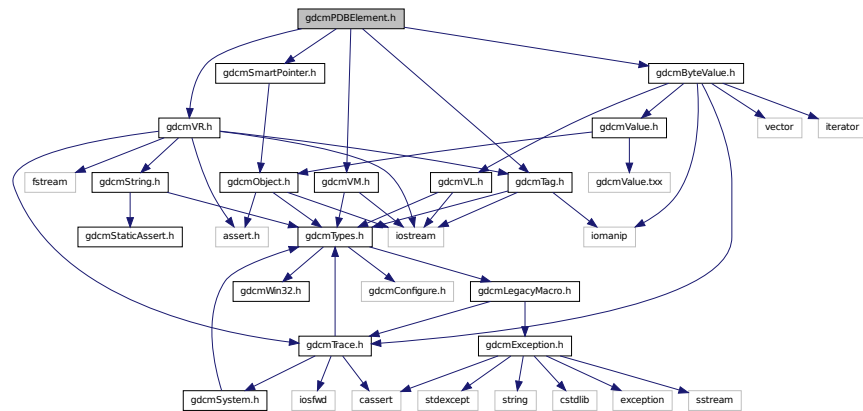 gdcmPDBElement.h
gdcmSmartPointer.h
gdcmByteValue.h
gdcmVR.h
gdcmValue.h
vector
iterator
fstream
gdcmString.h
gdcmObject.h
gdcmVM.h
gdcmVL.h
gdcmTag.h
gdcmValue.txx
gdcmStaticAssert.h
assert.h
gdcmTypes.h
iostream
iomanip
gdcmWin32.h
gdcmConfigure.h
gdcmLegacyMacro.h
gdcmTrace.h
gdcmException.h
gdcmSystem.h
iosfwd
cassert
stdexcept
string
cstdlib
exception
sstream